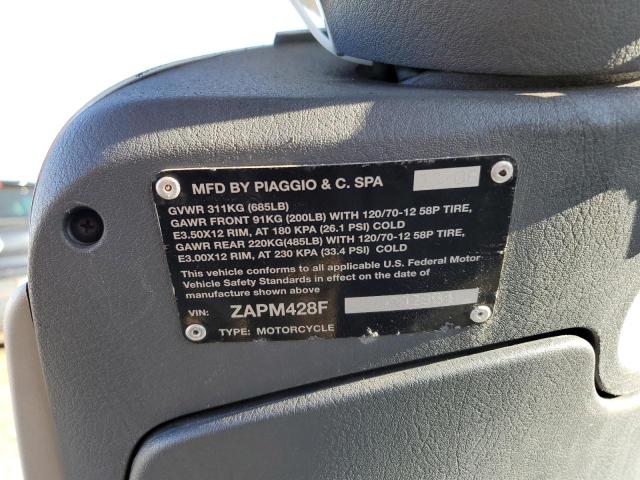 MFD BY PIAGGIO & C. SPA
GVWR 311KG (685LB)
GAWR FRONT 91KG (200LB) WITH 120/70-12 58P TIRE,
E3.50X12 RIM, AT 180 KPA (26.1 PSI) COLD
GAWR REAR 220KG(485LB) WITH 120/70-12 58P TIRE,
E3.00X12 RIM, AT 230 KPA (33.4 PSI) COLD
This vehicle conforms to all applicable U.S. Federal Motor
Vehicle Safety Standards in effect on the date of
manufacture shown above
VIN: ZAPM428F
TYPE: MOTORCYCLE